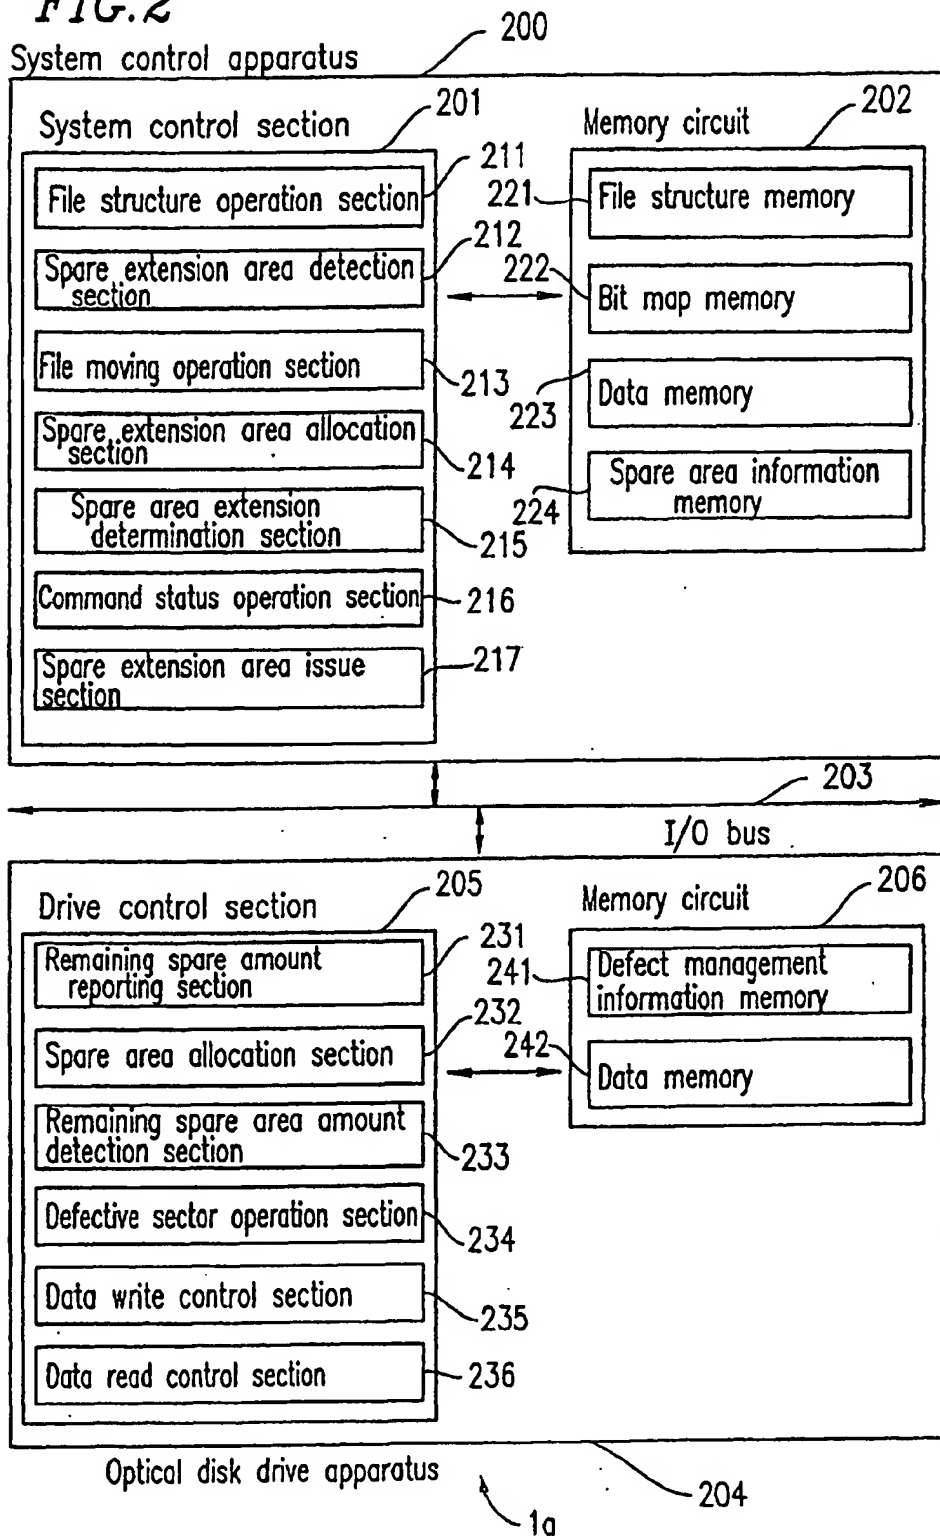 FIG.2
200
System control apparatus
201
System control section
Memory circuit
202
211
File structure operation section
221
File structure memory
212
Spare extension area detection
section
222
Bit map memory
File moving operation section
213
223
Data memory
Spare extension area allocation
section
214
Spare area information
memory
224
Spare area extension
determination section
215
Command status operation section
216
Spare extension area issue
section
217
203
I/O bus
205
Drive control section
Memory circuit
206
231
Remaining spare amount
reporting section
241
Defect management
information memory
232
Spare area allocation section
242
Data memory
Remaining spare area amount
detection section
233
Defective sector operation section
234
Data write control section
235
Data read control section
236
Optical disk drive apparatus
204
1a